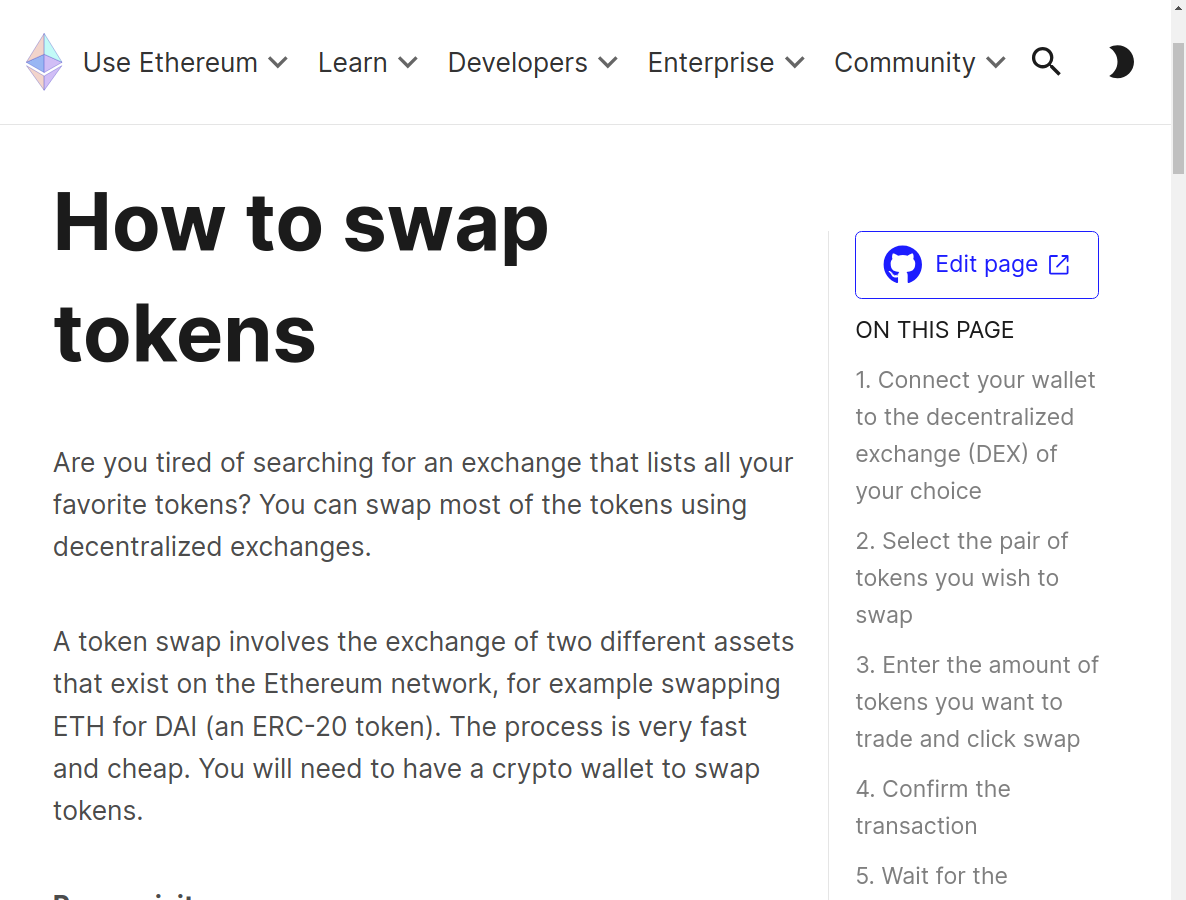 Use Ethereum
Learn
Developers
Enterprise
Community
How to swap
tokens
Are you tired of searching for an exchange that lists all your
favorite tokens? You can swap most of the tokens using
decentralized exchanges.
A token swap involves the exchange of two different assets
that exist on the Ethereum network, for example swapping
ETH for DAI (an ERC-20 token). The process is very fast
and cheap. You will need to have a crypto wallet to swap
tokens.
Edit page
ON THIS PAGE
1. Connect your wallet
to the decentralized
exchange (DEX) of
your choice
2. Select the pair of
tokens you wish to
swap
3. Enter the amount of
tokens you want to
trade and click swap
4. Confirm the
transaction
5. Wait for the